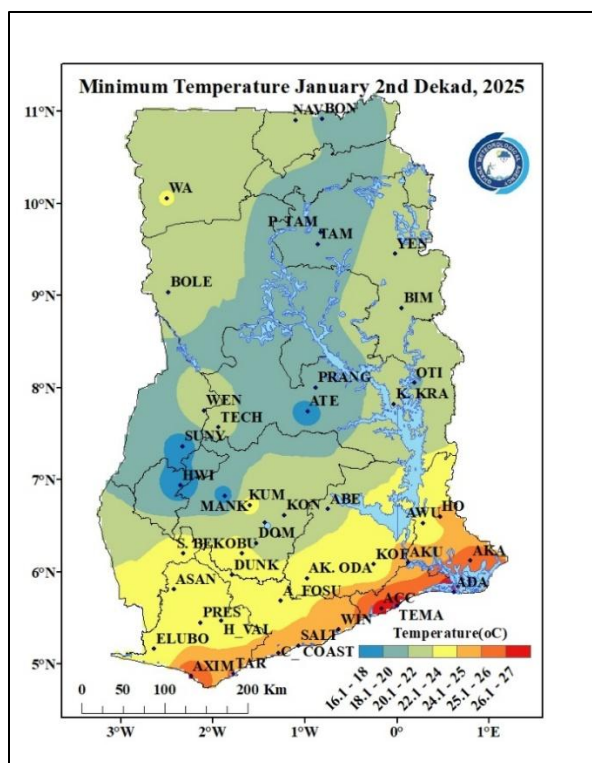 Minimum Temperature January 2nd Dekad, 2025
11°N
NAV BON
WA
10°N
P_TAM
TAM
YEN
BOLE
9°N
BIM
PRANG
OTI
8°N
K. KRA
WEN
ATE
TECH
SUNY
7°N
HWI
KUM
MANK
KON
ABE
HO
AWU
DOM
S. BEKOBU
KOF
AKU
AKA
6°N
DUNK
AK. ODA
ASAN
A_FOSU
ADA
ACC
PRES
H_VAL
WIN
TEMA
SALT
Temperature(oC)
ELUBO
C_COAST
5°N
AXIM
TAR
16.1 - 18
18.1 - 20
20.1 - 22
22.1 - 24
24.1 - 25
25.1 - 26
26.1 - 27
0 50 100 200 Km
3°W 2°W 1°W 0° 1°E